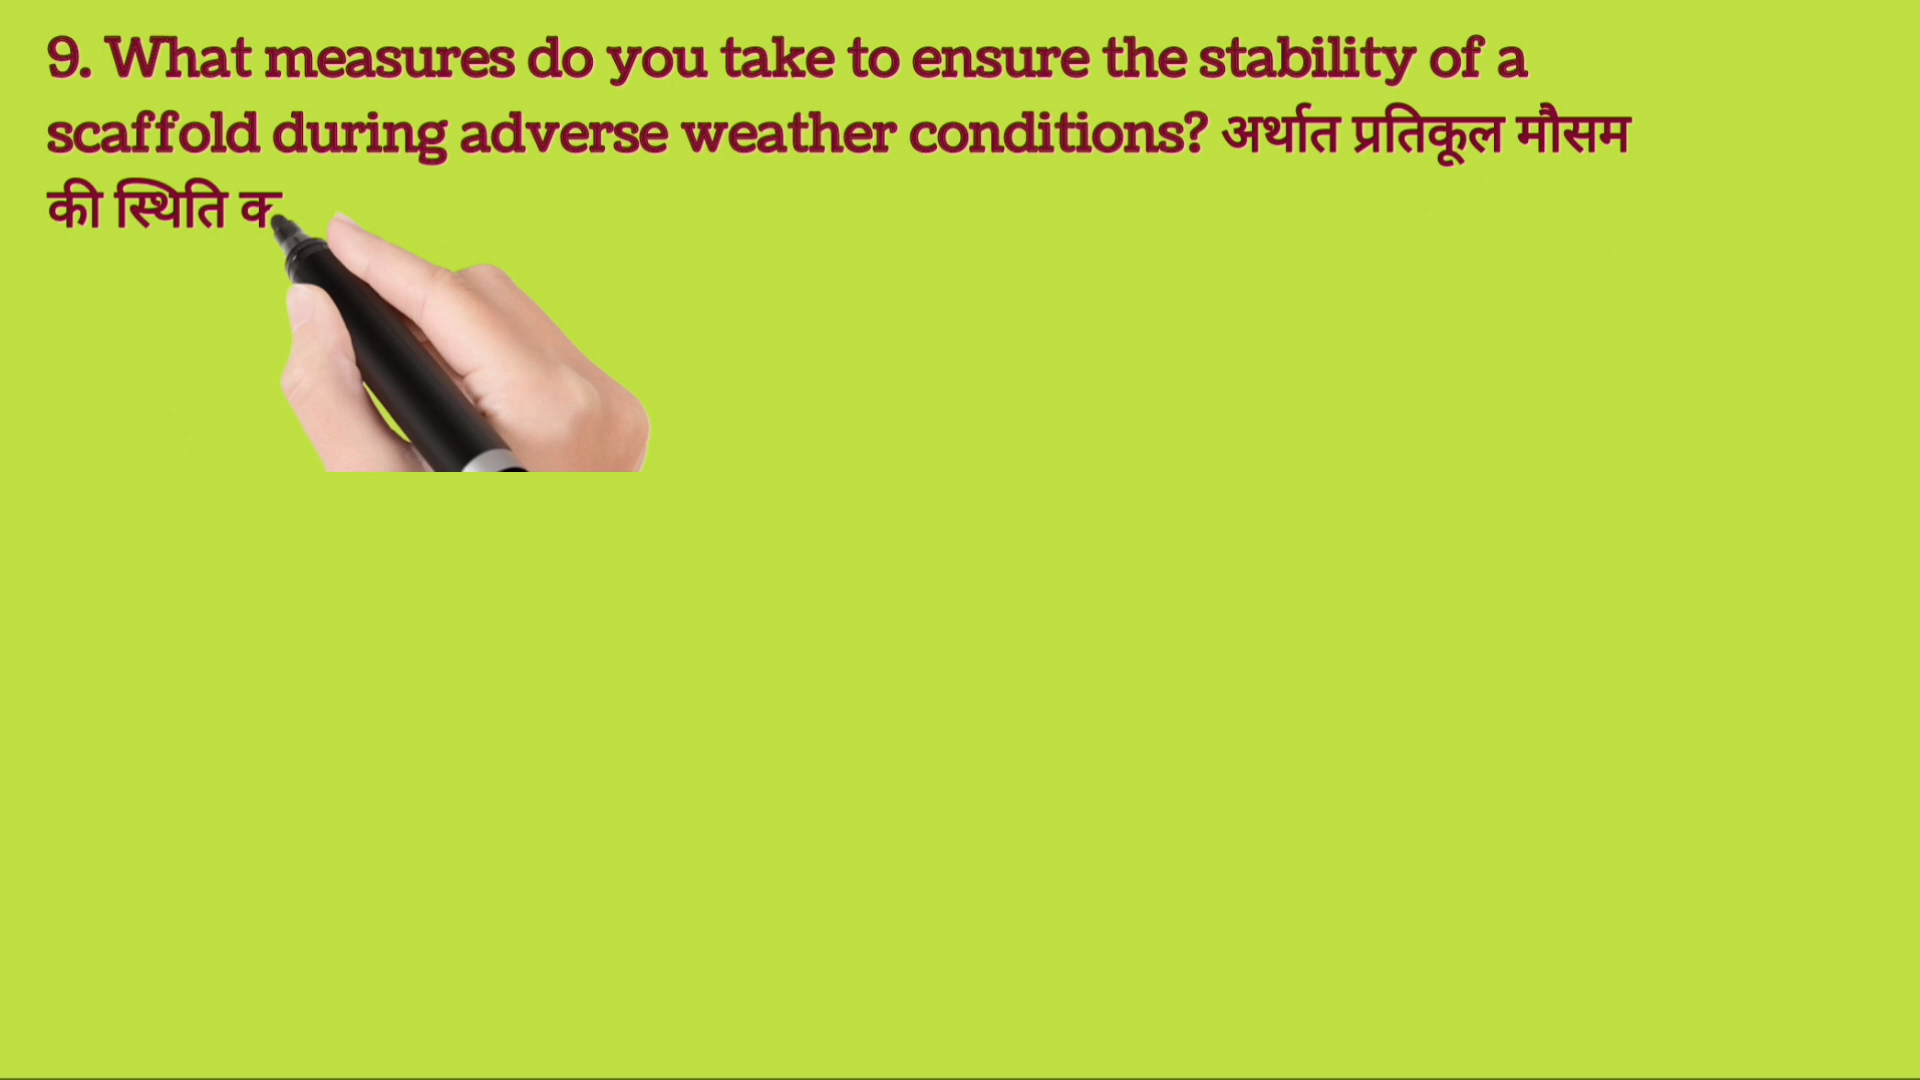 9. What measures do you take to ensure the stability of a
scaffold during adverse weather conditions? अर्थात प्रतिकूल मौसम
की स्थिति